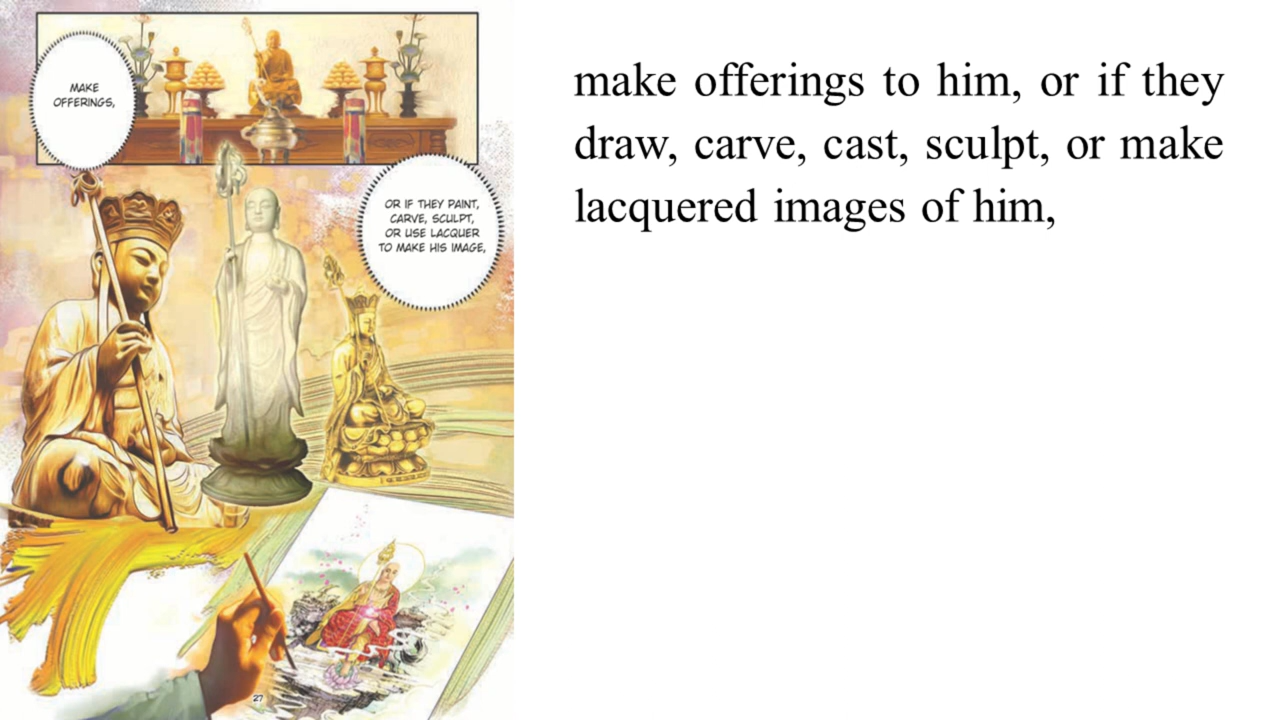 MAKE
OFFERINGS,
OR IF THEY PAINT,
CARVE, SCULPT,
OR USE LACQUER
TO MAKE HIS IMAGE,
27
make offerings to him, or if they
draw, carve, cast, sculpt, or make
lacquered images of him,